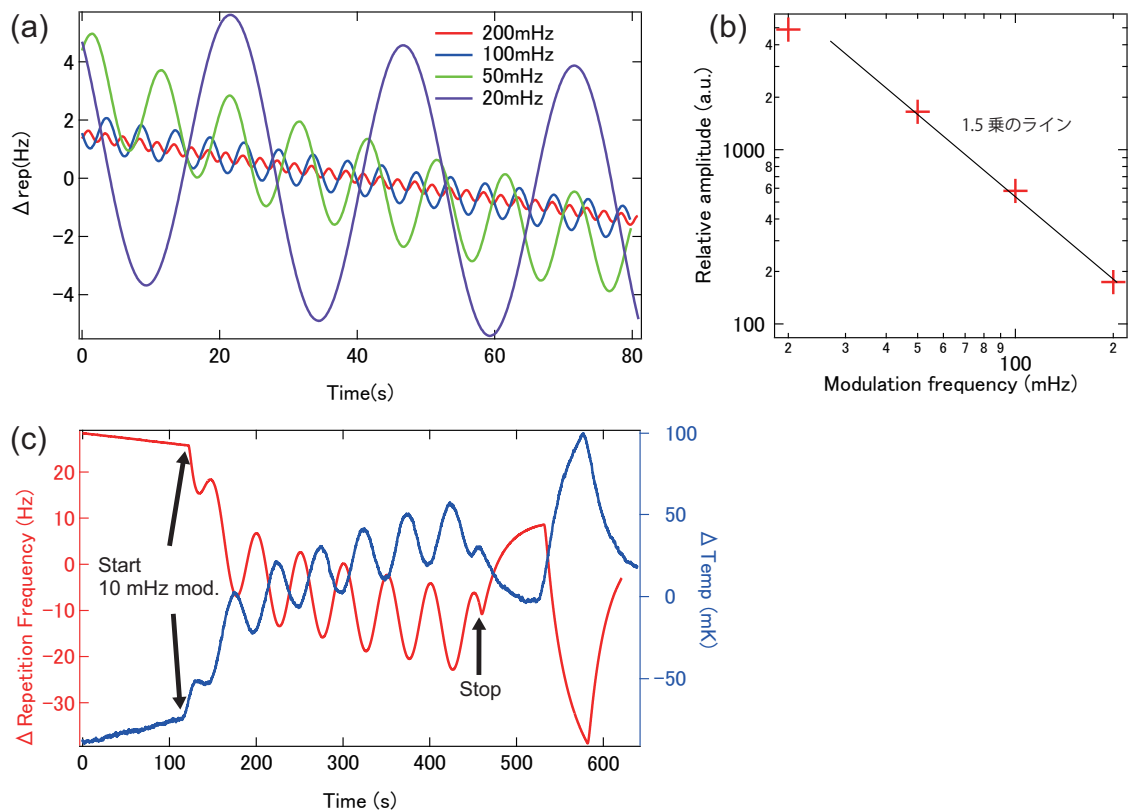 (a)
Δrep(Hz)
4
2
0
-2
-4
200mHz
100mHz
50mHz
20mHz
0
20
40
60
80
Time(s)
(b)
Relative amplitude (a.u.)
4
2
1000
8
6
4
2
100
1.5 乗のライン
2
3
4
5
6
7
8
9
100
2
Modulation frequency (mHz)
(c)
Δ Repetition Frequency (Hz)
20
10
0
-10
-20
-30
Start
10 mHz mod.
Stop
100
50
0
-50
Δ Temp (mK)
0
100
200
300
400
500
600
Time (s)